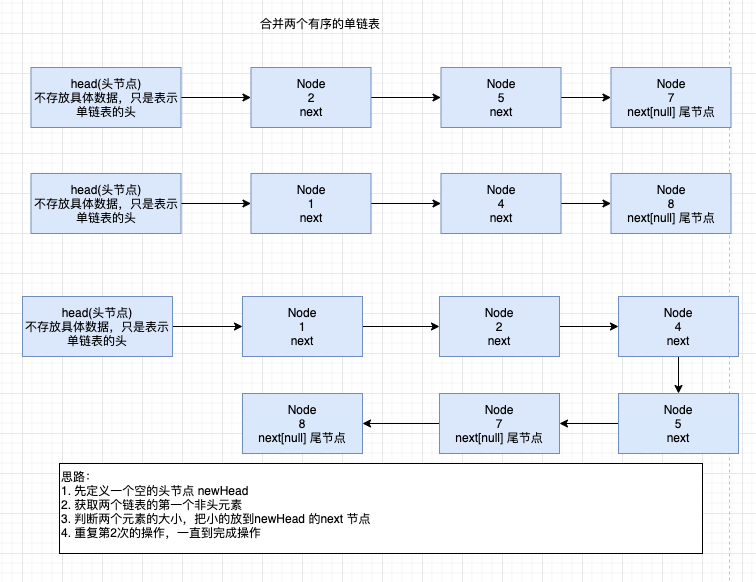 合并两个有序的单链表
head(头节点)
不存放具体数据，只是表示
单链表的头
Node
2
next
Node
5
next
Node
7
next[null] 尾节点
head(头节点)
不存放具体数据，只是表示
单链表的头
Node
1
next
Node
4
next
Node
8
next[null] 尾节点
head(头节点)
不存放具体数据，只是表示
单链表的头
Node
1
next
Node
2
next
Node
4
next
Node
8
next[null] 尾节点
Node
7
next[null] 尾节点
Node
5
next
思路：
1. 先定义一个空的头节点 newHead
2. 获取两个链表的第一个非头元素
3. 判断两个元素的大小，把小的放到newHead 的next 节点
4. 重复第2次的操作，一直到完成操作